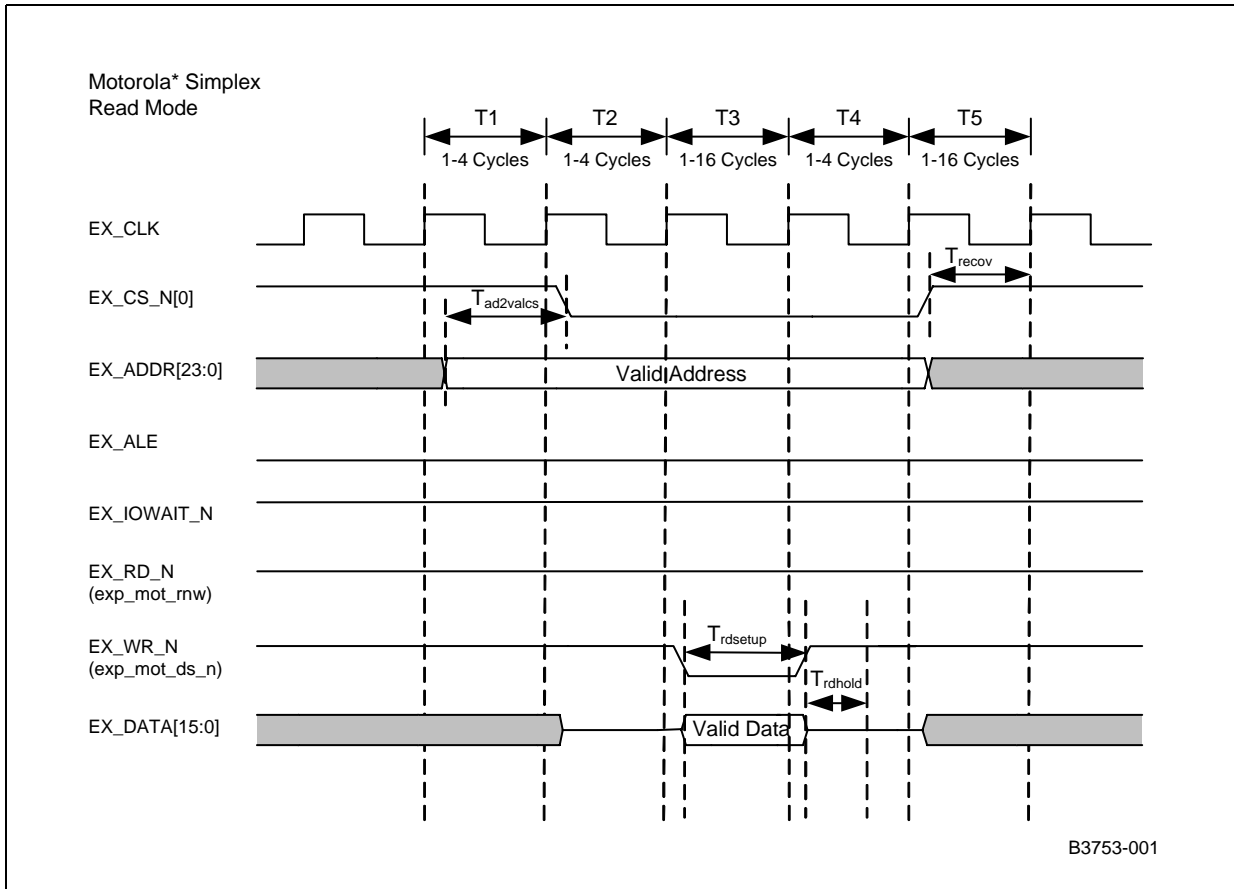 Motorola* Simplex
Read Mode
T1 T2 T3 T4 T5
1-4 Cycles 1-4 Cycles 1-16 Cycles 1-4 Cycles 1-16 Cycles
EX_CLK
Trecov
EX_CS_N[0]
Tad2valcs
EX_ADDR[23:0] Valid Address
EX_ALE
EX_IOWAIT_N
EX_RD_N
(exp_mot_rnw)
EX_WR_N
Trdsetup
(exp_mot_ds_n)
Trdhold
EX_DATA[15:0] Valid Data
B3753-001